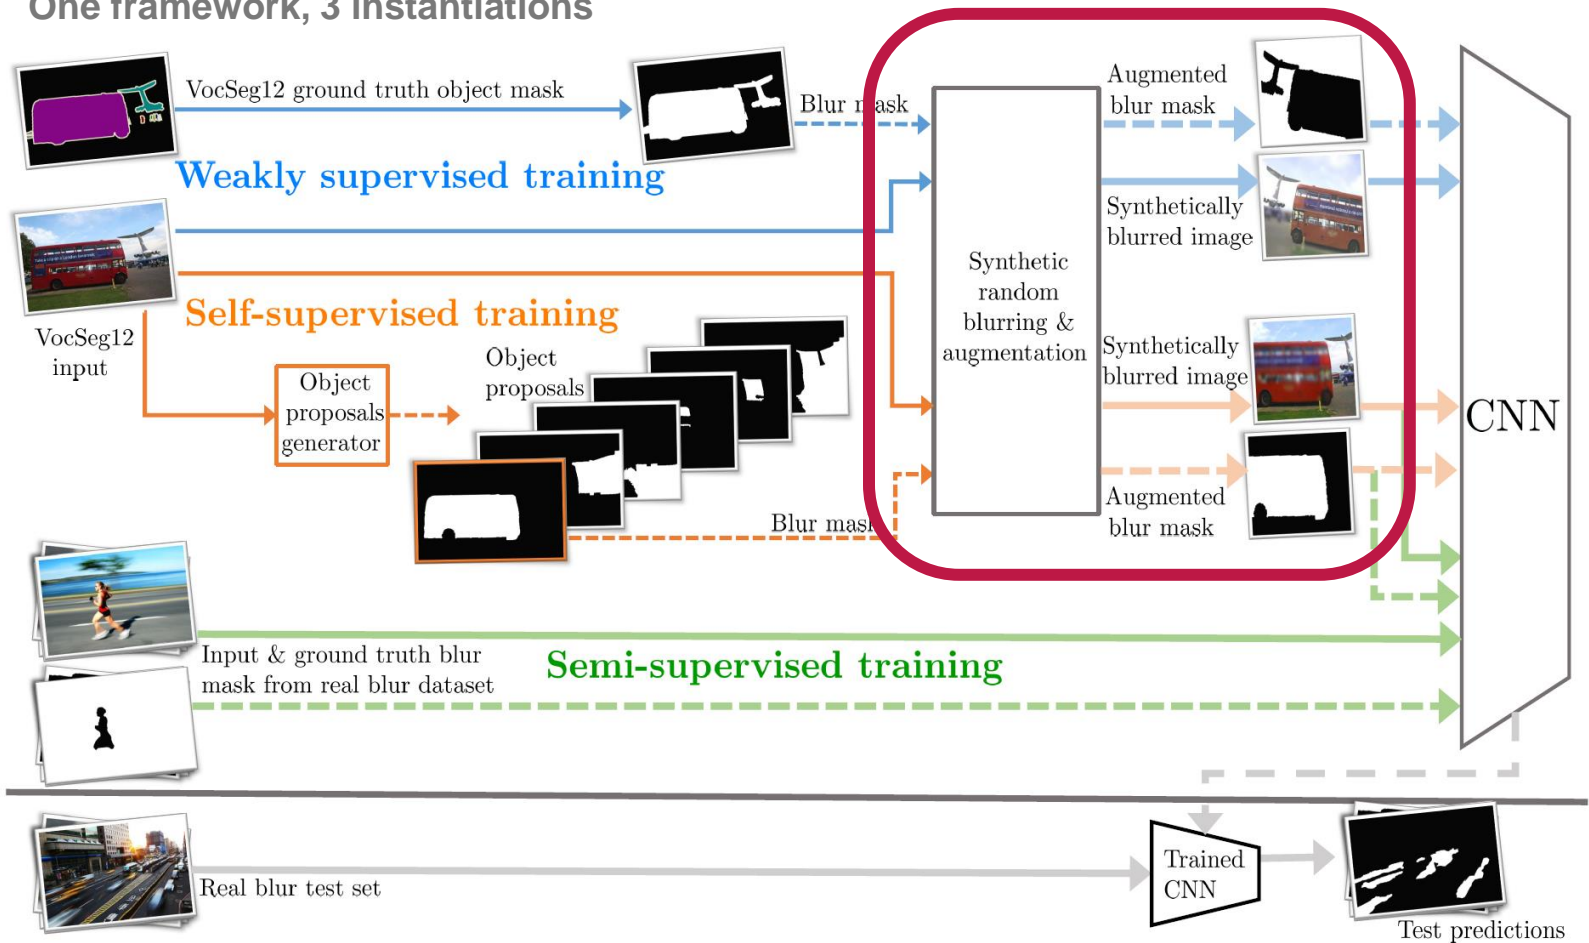 One framework, 3 instantiations
VocSeg12 ground truth object mask
Blur mask
Augmented
blur mask
Weakly supervised training
Synthetically
blurred image
Synthetic
random
blurring &
augmentation
Self-supervised training
VocSeg12
input
Object
proposals
generator
Object
proposals
Synthetically
blurred image
CNN
Augmented
blur mask
Blur mask
Input & ground truth blur
mask from real blur dataset
Semi-supervised training
Real blur test set
Trained
CNN
Test predictions